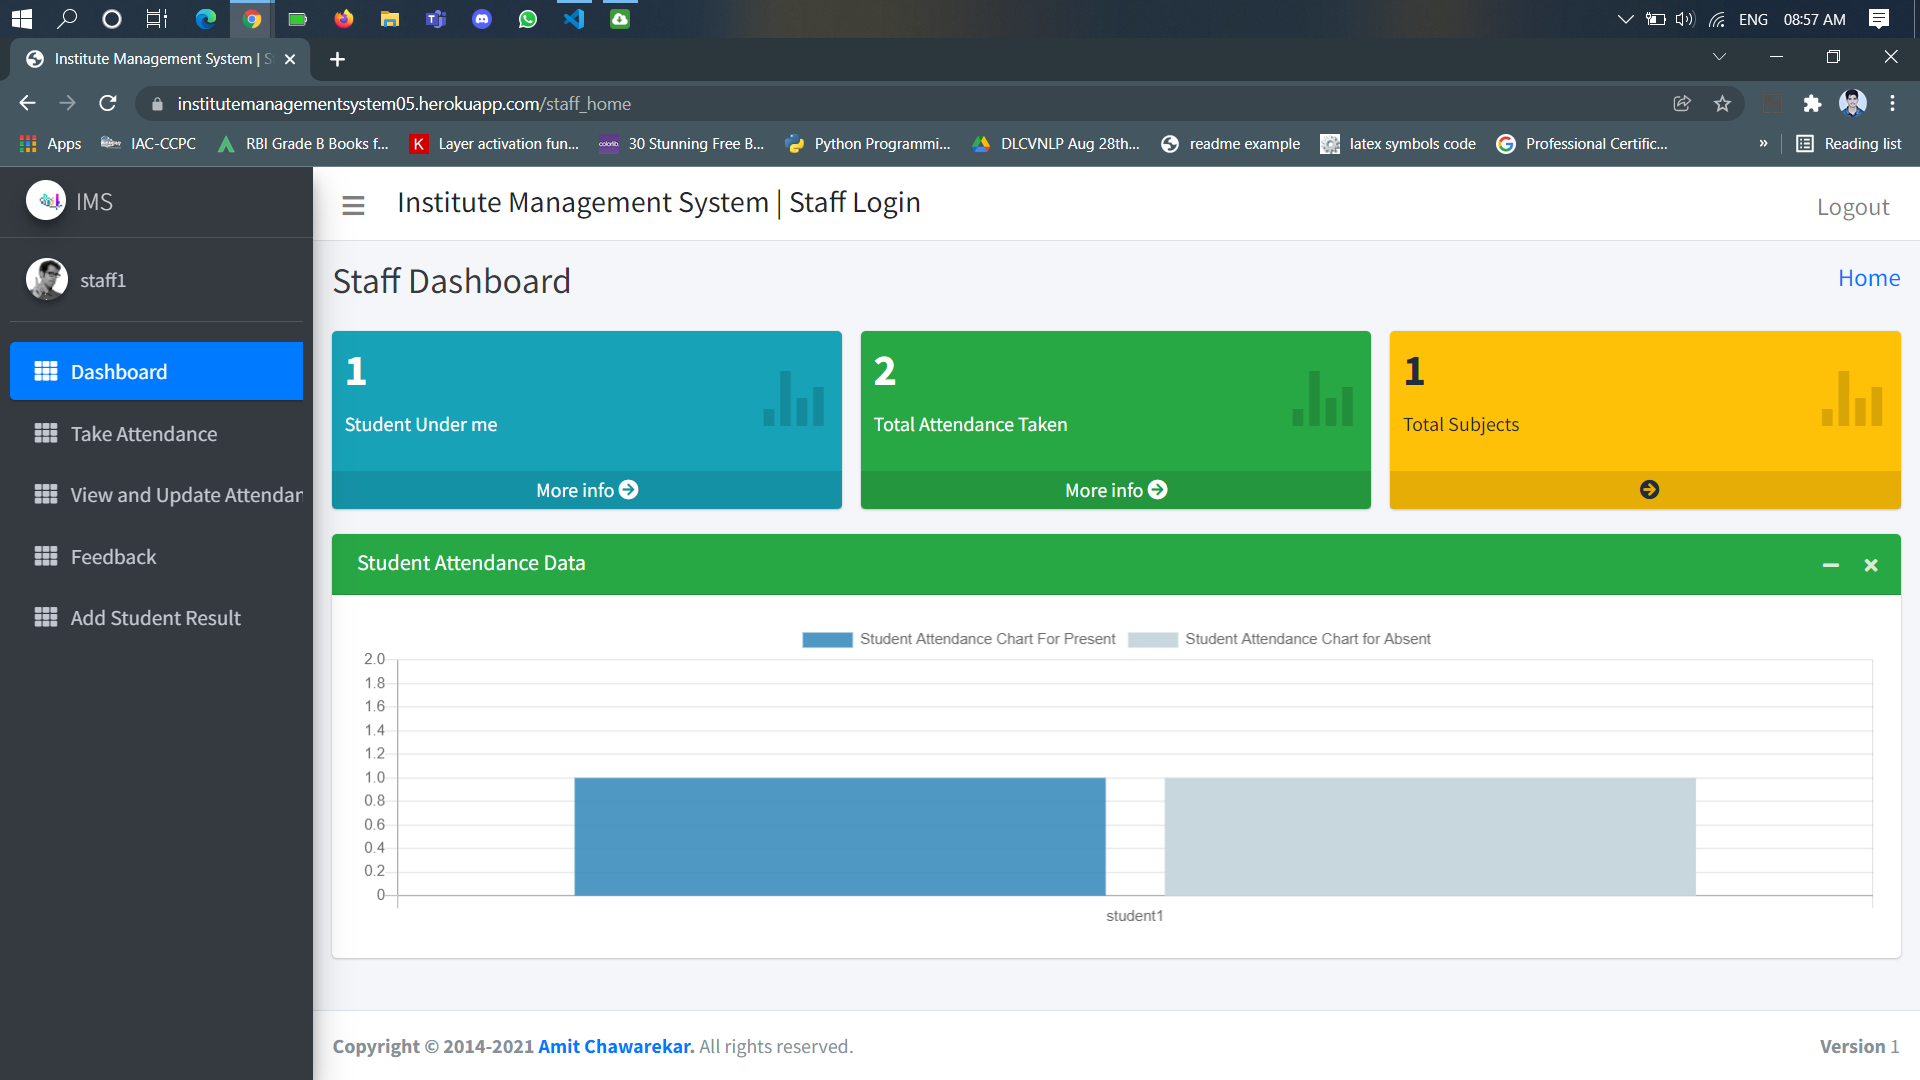 ENG 08:57 AM
Institute Management System | S
institutemanagementsystem05.herokuapp.com/staff_home
Apps IAC-CCPC RBI Grade B Books f... K Layer activation fun... colorlib 30 Stunning Free B... Python Programmi... DLCVNLP Aug 28th... readme example latex symbols code G Professional Certific... » Reading list
IMS
Institute Management System | Staff Login
Logout
staff1
Staff Dashboard
Home
Dashboard
Take Attendance
View and Update Attendan
Feedback
Add Student Result
1
Student Under me
More info
2
Total Attendance Taken
More info
1
Total Subjects
Student Attendance Data
Student Attendance Chart For Present Student Attendance Chart for Absent
2.0
1.8
1.6
1.4
1.2
1.0
0.8
0.6
0.4
0.2
0
student1
Copyright © 2014-2021 Amit Chawarekar. All rights reserved.
Version 1